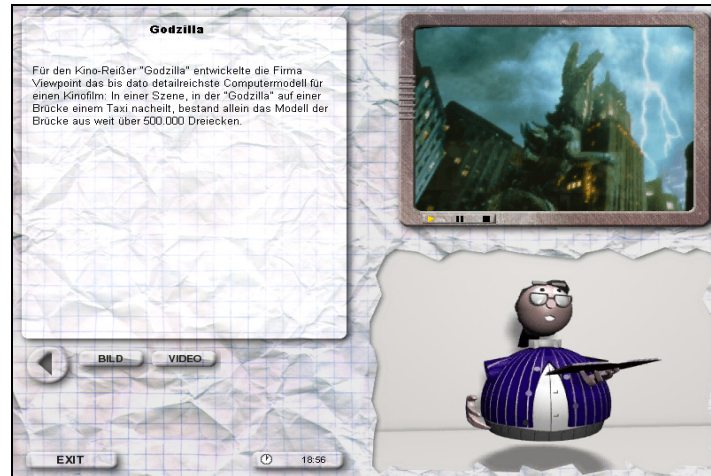 Godzilla
Für den Kino-Reißer "Godzilla" entwickelte die Firma
Viewpoint das bis dato detailreichste Computermodell für
einen Kinofilm: In einer Szene, in der "Godzilla" auf einer
Brücke einem Taxi nacheilt, bestand allein das Modell der
Brücke aus weit über 500.000 Dreiecken.
BILD
VIDEO
EXIT
18:56